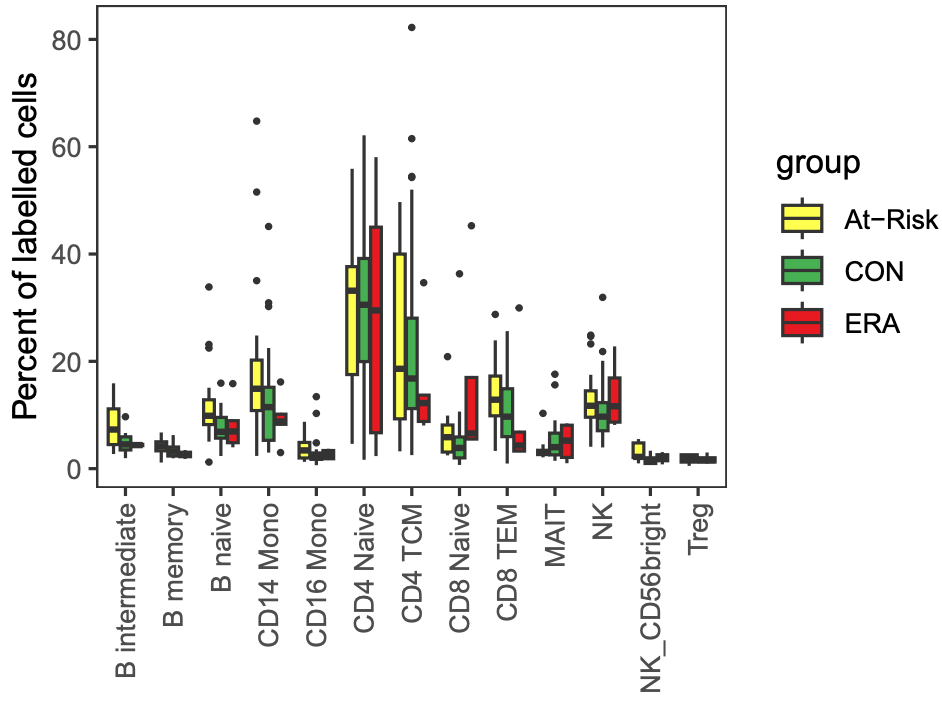 Percent of labelled cells
80
60
40
20
0
B intermediate
B memory
B naive
CD14 Mono
CD16 Mono
CD4 Naive
CD4 TCM
CD8 Naive
CD8 TEM
MAIT
NK
NK_CD56bright
Treg
group
At−Risk
CON
ERA